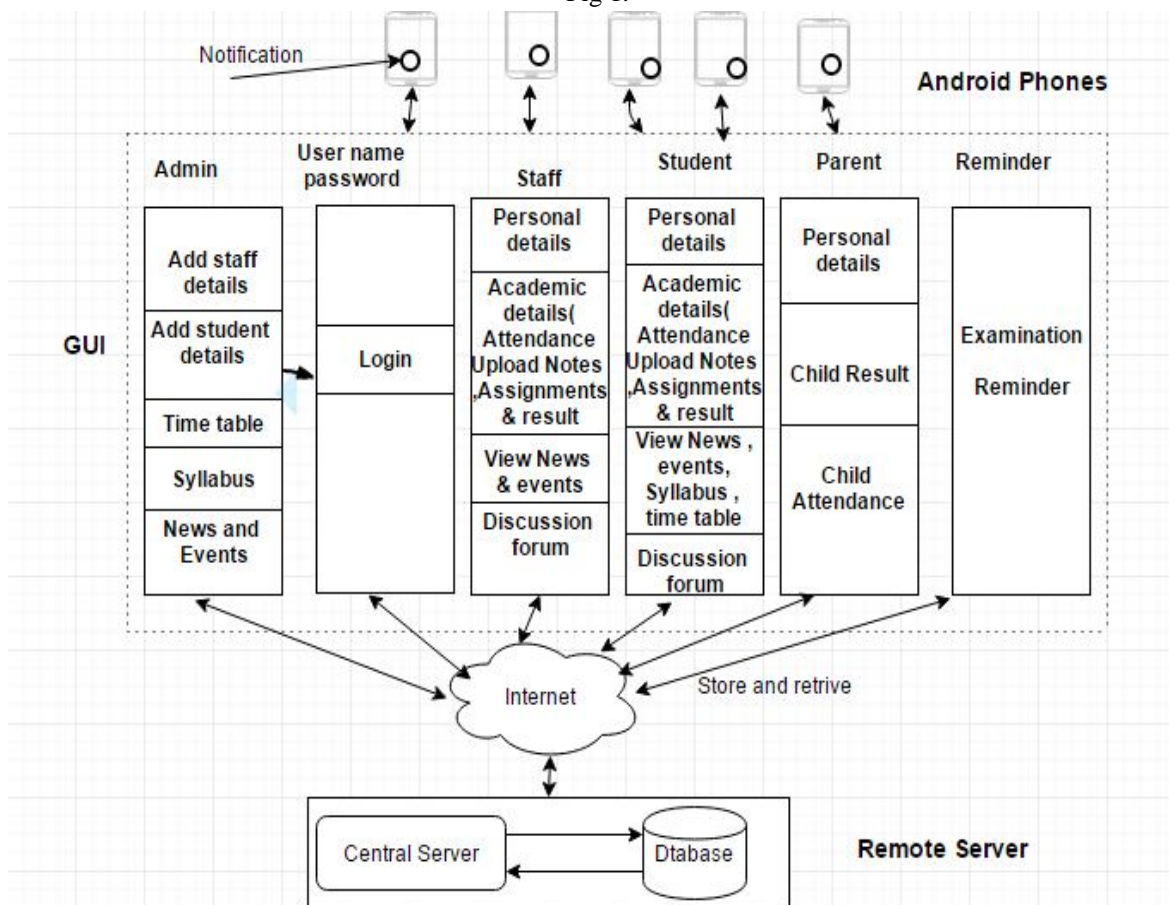 Notification
Android Phones
Admin
User name
password
Staff
Student
Parent
Reminder
GUI
Add staff
details
Add student
details
Time table
Syllabus
News and
Events
Login
Personal
details
Academic
details(
Attendance
Upload Notes
,Assignments
& result
View News
& events
Discussion
forum
Personal
details
Academic
details(
Attendance
Upload Notes
,Assignments
& result
View News ,
events,
Syllabus ,
time table
Discussion
forum
Personal
details
Child Result
Child
Attendance
Examination
Reminder
Internet
Store and retrive
Central Server
Dtabase
Remote Server